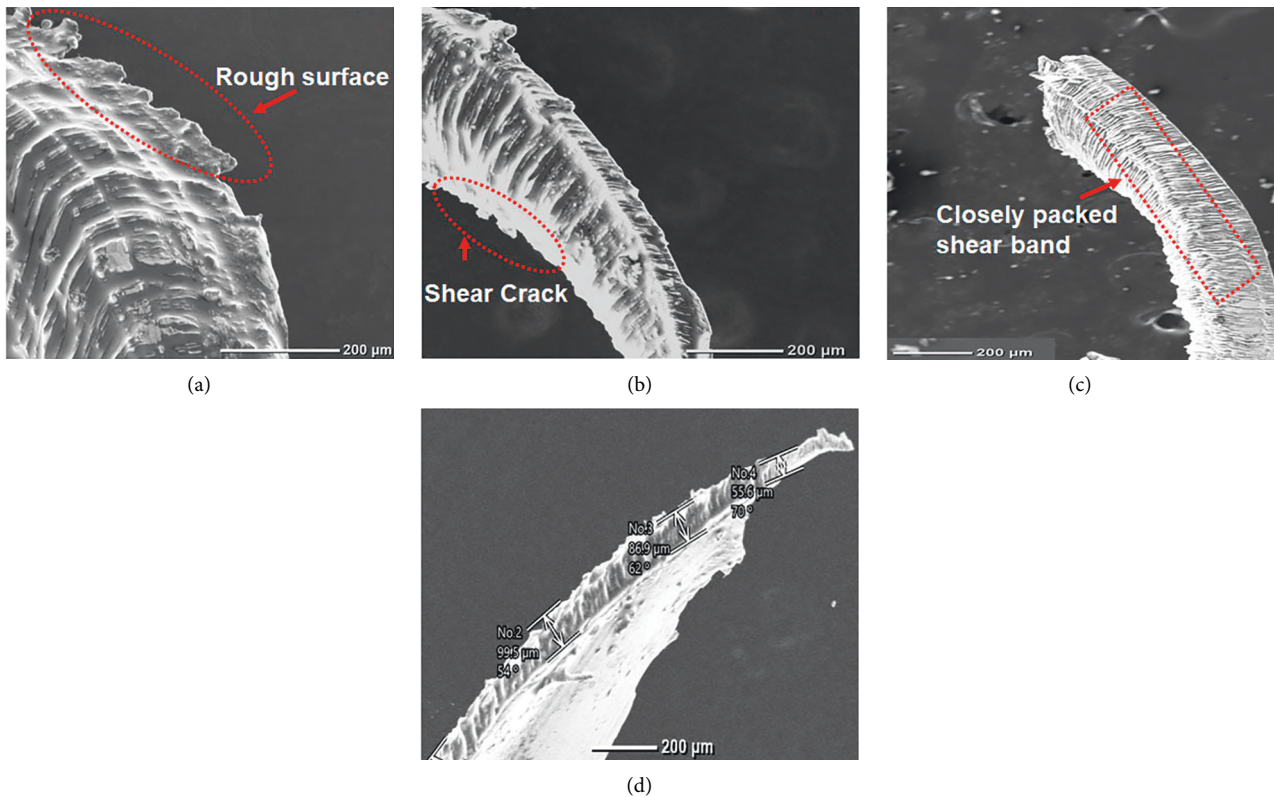 Rough surface
200 µm
(a)
Shear Crack
200 µm
(b)
Closely packed
shear band
200 µm
(c)
No.4
55.6 µm
70 °
No.3
86.9 µm
62 °
No.2
99.5 µm
54 °
200 µm
(d)